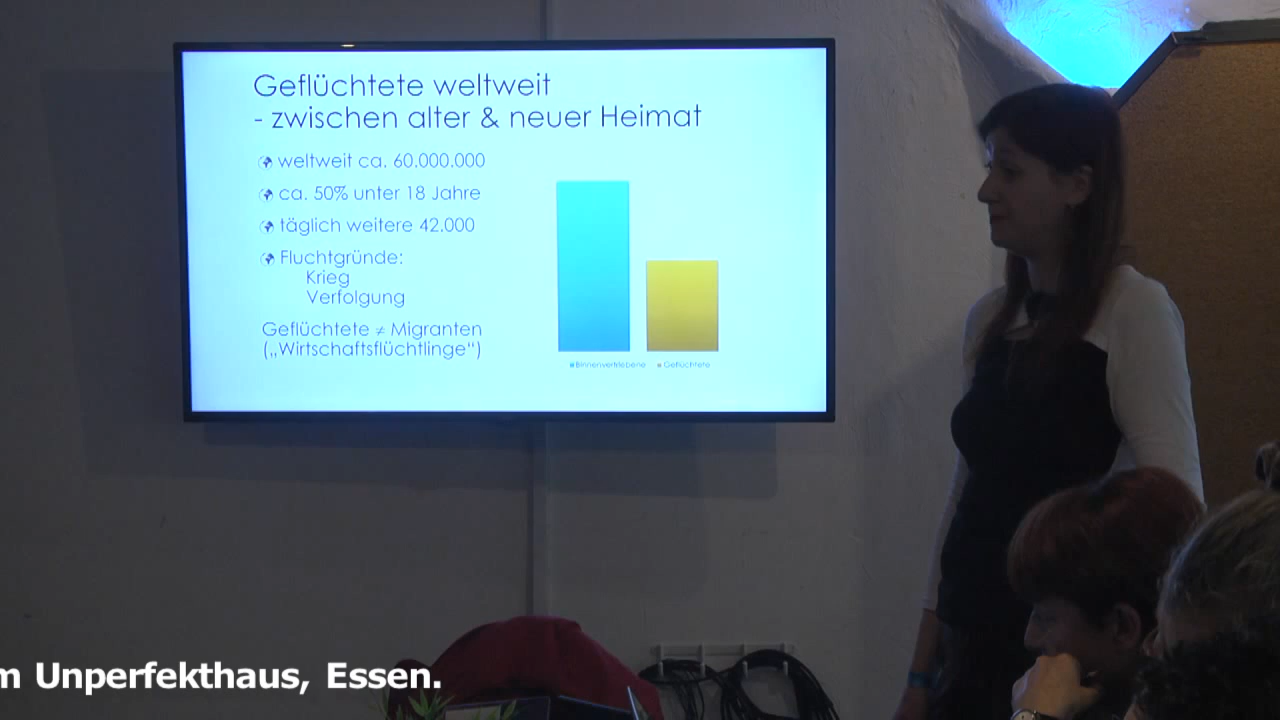 Geflüchtete weltweit
- zwischen alter & neuer Heimat
weltweit ca. 60.000.000
ca. 50% unter 18 Jahre
täglich weitere 42.000
Fluchtgründe:
Krieg
Verfolgung
Geflüchtete ≠ Migranten
(„Wirtschaftsflüchtlinge“)
Binnenvertriebene Geflüchtete
m Unperfekthaus, Essen.